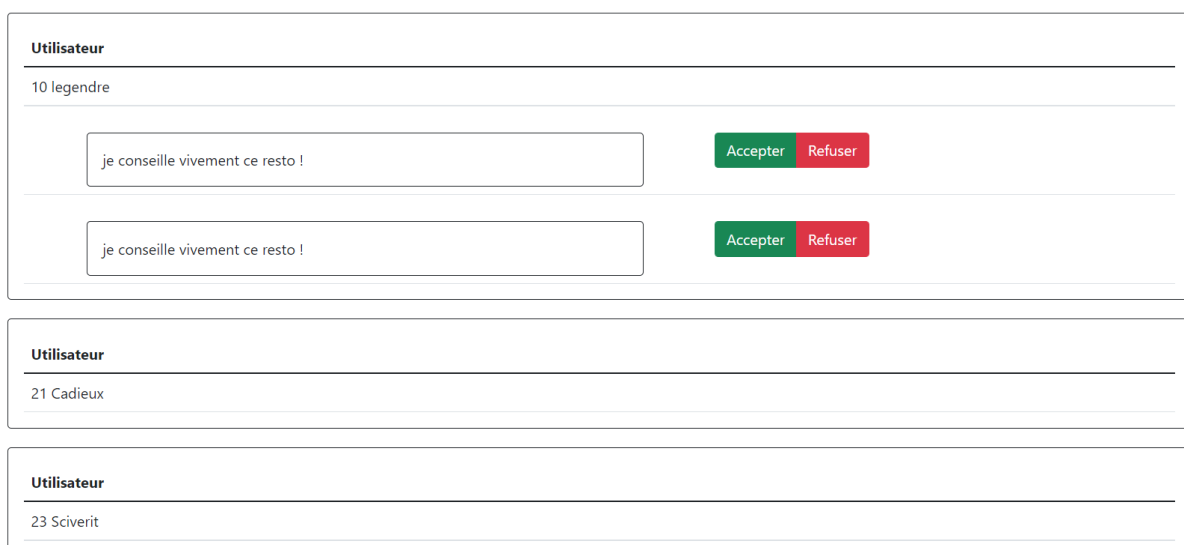 Utilisateur
10 legendre
je conseille vivement ce resto !
Accepter Refuser
je conseille vivement ce resto !
Accepter Refuser
Utilisateur
21 Cadieux
Utilisateur
23 Sciverit